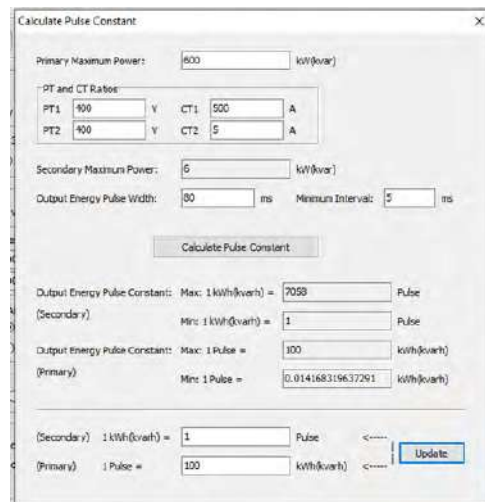 Calculate Pulse Constant
Primary Maximum Power: 600 kW(kvar)
PT and CT Ratios
PT1 400 V CT1 500 A
PT2 400 V CT2 5 A
Secondary Maximum Power: 6 kW(kvar)
Output Energy Pulse Width: 80 ms Minimum Interval: 5 ms
Calculate Pulse Constant
Output Energy Pulse Constant: Max: 1 kWh(kvarh) = 7058 Pulse
(Secondary)
Min: 1 kWh(kvarh) = 1 Pulse
Output Energy Pulse Constant: Max: 1 Pulse = 100 kWh(kvarh)
(Primary)
Min: 1 Pulse = 0.014168319637291 kWh(kvarh)
(Secondary) 1 kWh(kvarh) = 1 Pulse <-----
Update
(Primary) 1 Pulse = 100 kWh(kvarh) <-----